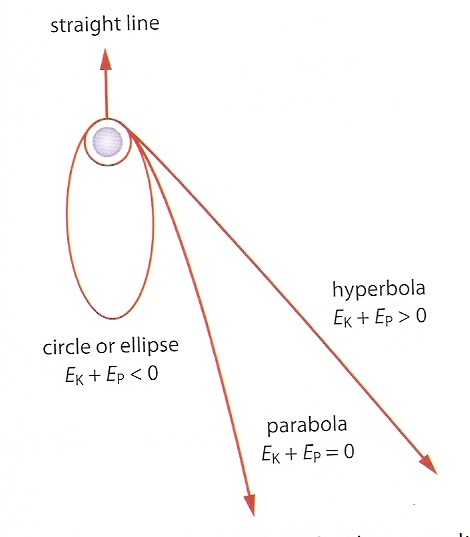 straight line
hyperbola
E_K + E_P > 0
circle or ellipse
E_K + E_P < 0
parabola
E_K + E_P = 0